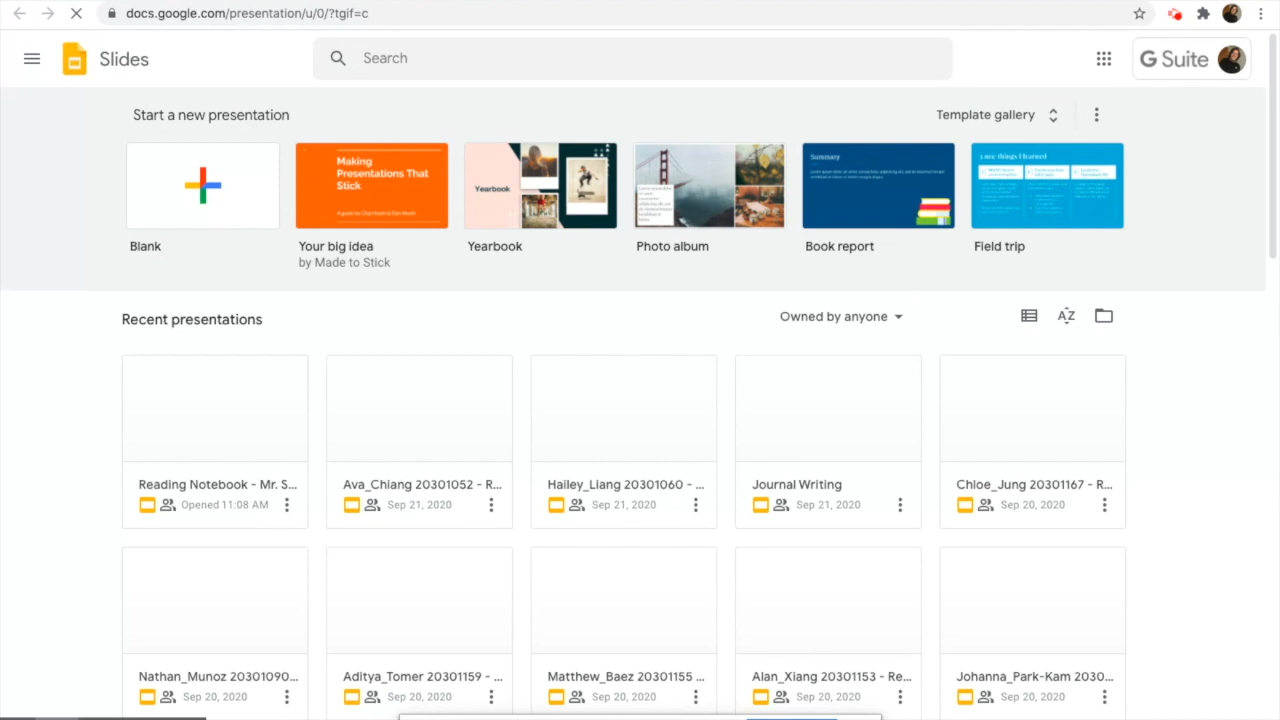 docs.google.com/presentation/u/0/?tgif=c
Slides
Search
G Suite
Start a new presentation
Template gallery
Making
Presentations That
Stick
Yearbook
Summary
Blank
Your big idea
by Made to Stick
Yearbook
Photo album
Book report
Field trip
Recent presentations
Owned by anyone
AZ
Reading Notebook - Mr. S...
Opened 11:08 AM
Ava_Chiang 20301052 - R...
Sep 21, 2020
Hailey_Liang 20301060 - ...
Sep 21, 2020
Journal Writing
Sep 21, 2020
Chloe_Jung 20301167 - R...
Sep 20, 2020
Nathan_Munoz 20301090...
Sep 20, 2020
Aditya_Tomer 20301159 - ...
Sep 20, 2020
Matthew_Baez 20301155 ...
Sep 20, 2020
Alan_Xiang 20301153 - Re...
Sep 20, 2020
Johanna_Park-Kam 2030...
Sep 20, 2020